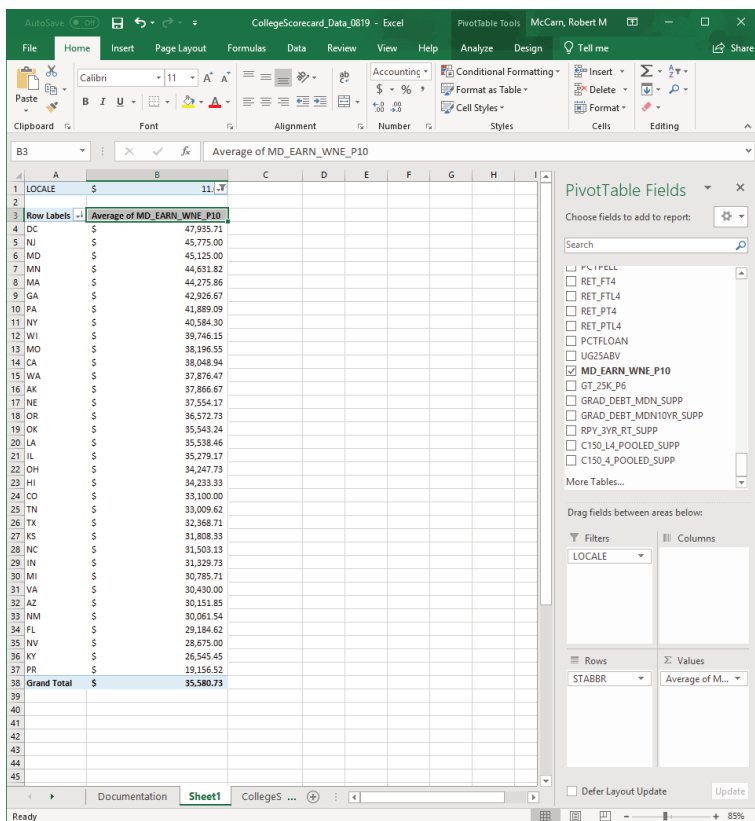 AutoSave Off CollegeScorecard_Data_0819 - Excel PivotTable Tools McCarn, Robert M
File Home Insert Page Layout Formulas Data Review View Help Analyze Design Tell me Share
Paste
Calibri 11 A A
B I U A
ab
Accounting
$ % ,
Conditional Formatting
Format as Table
Cell Styles
Insert
Delete
Format
Clipboard Font Alignment Number Styles Cells Editing
B3 fx Average of MD_EARN_WNE_P10
A B C D E F G H I
1 LOCALE $ 11.
2
3 Row Labels Average of MD_EARN_WNE_P10
4 DC $ 47,935.71
5 NJ $ 45,775.00
6 MD $ 45,125.00
7 MN $ 44,631.82
8 MA $ 44,275.86
9 GA $ 42,926.67
10 PA $ 41,889.09
11 NY $ 40,584.30
12 WI $ 39,746.15
13 MO $ 38,196.55
14 CA $ 38,048.94
15 WA $ 37,876.47
16 AK $ 37,866.67
17 NE $ 37,554.17
18 OR $ 36,572.73
19 OK $ 35,543.24
20 LA $ 35,538.46
21 IL $ 35,279.17
22 OH $ 34,247.73
23 HI $ 34,233.33
24 CO $ 33,100.00
25 TN $ 33,009.62
26 TX $ 32,368.71
27 KS $ 31,808.33
28 NC $ 31,503.13
29 IN $ 31,329.73
30 MI $ 30,785.71
31 VA $ 30,430.00
32 AZ $ 30,151.85
33 NM $ 30,061.54
34 FL $ 29,184.62
35 NV $ 28,675.00
36 KY $ 26,545.45
37 PR $ 19,156.52
38 Grand Total $ 35,580.73
39
40
41
42
43
44
45
PivotTable Fields
Choose fields to add to report:
Search
PCTPELL
RET_FT4
RET_FTL4
RET_PT4
RET_PTL4
PCTFLOAN
UG25ABV
MD_EARN_WNE_P10
GT_25K_P6
GRAD_DEBT_MDN_SUPP
GRAD_DEBT_MDN10YR_SUPP
RPY_3YR_RT_SUPP
C150_L4_POOLED_SUPP
C150_4_POOLED_SUPP
More Tables...
Drag fields between areas below:
Filters Columns
LOCALE
Rows Σ Values
STABBR Average of M...
Defer Layout Update Update
Documentation Sheet1 CollegeS ...
Ready 85%